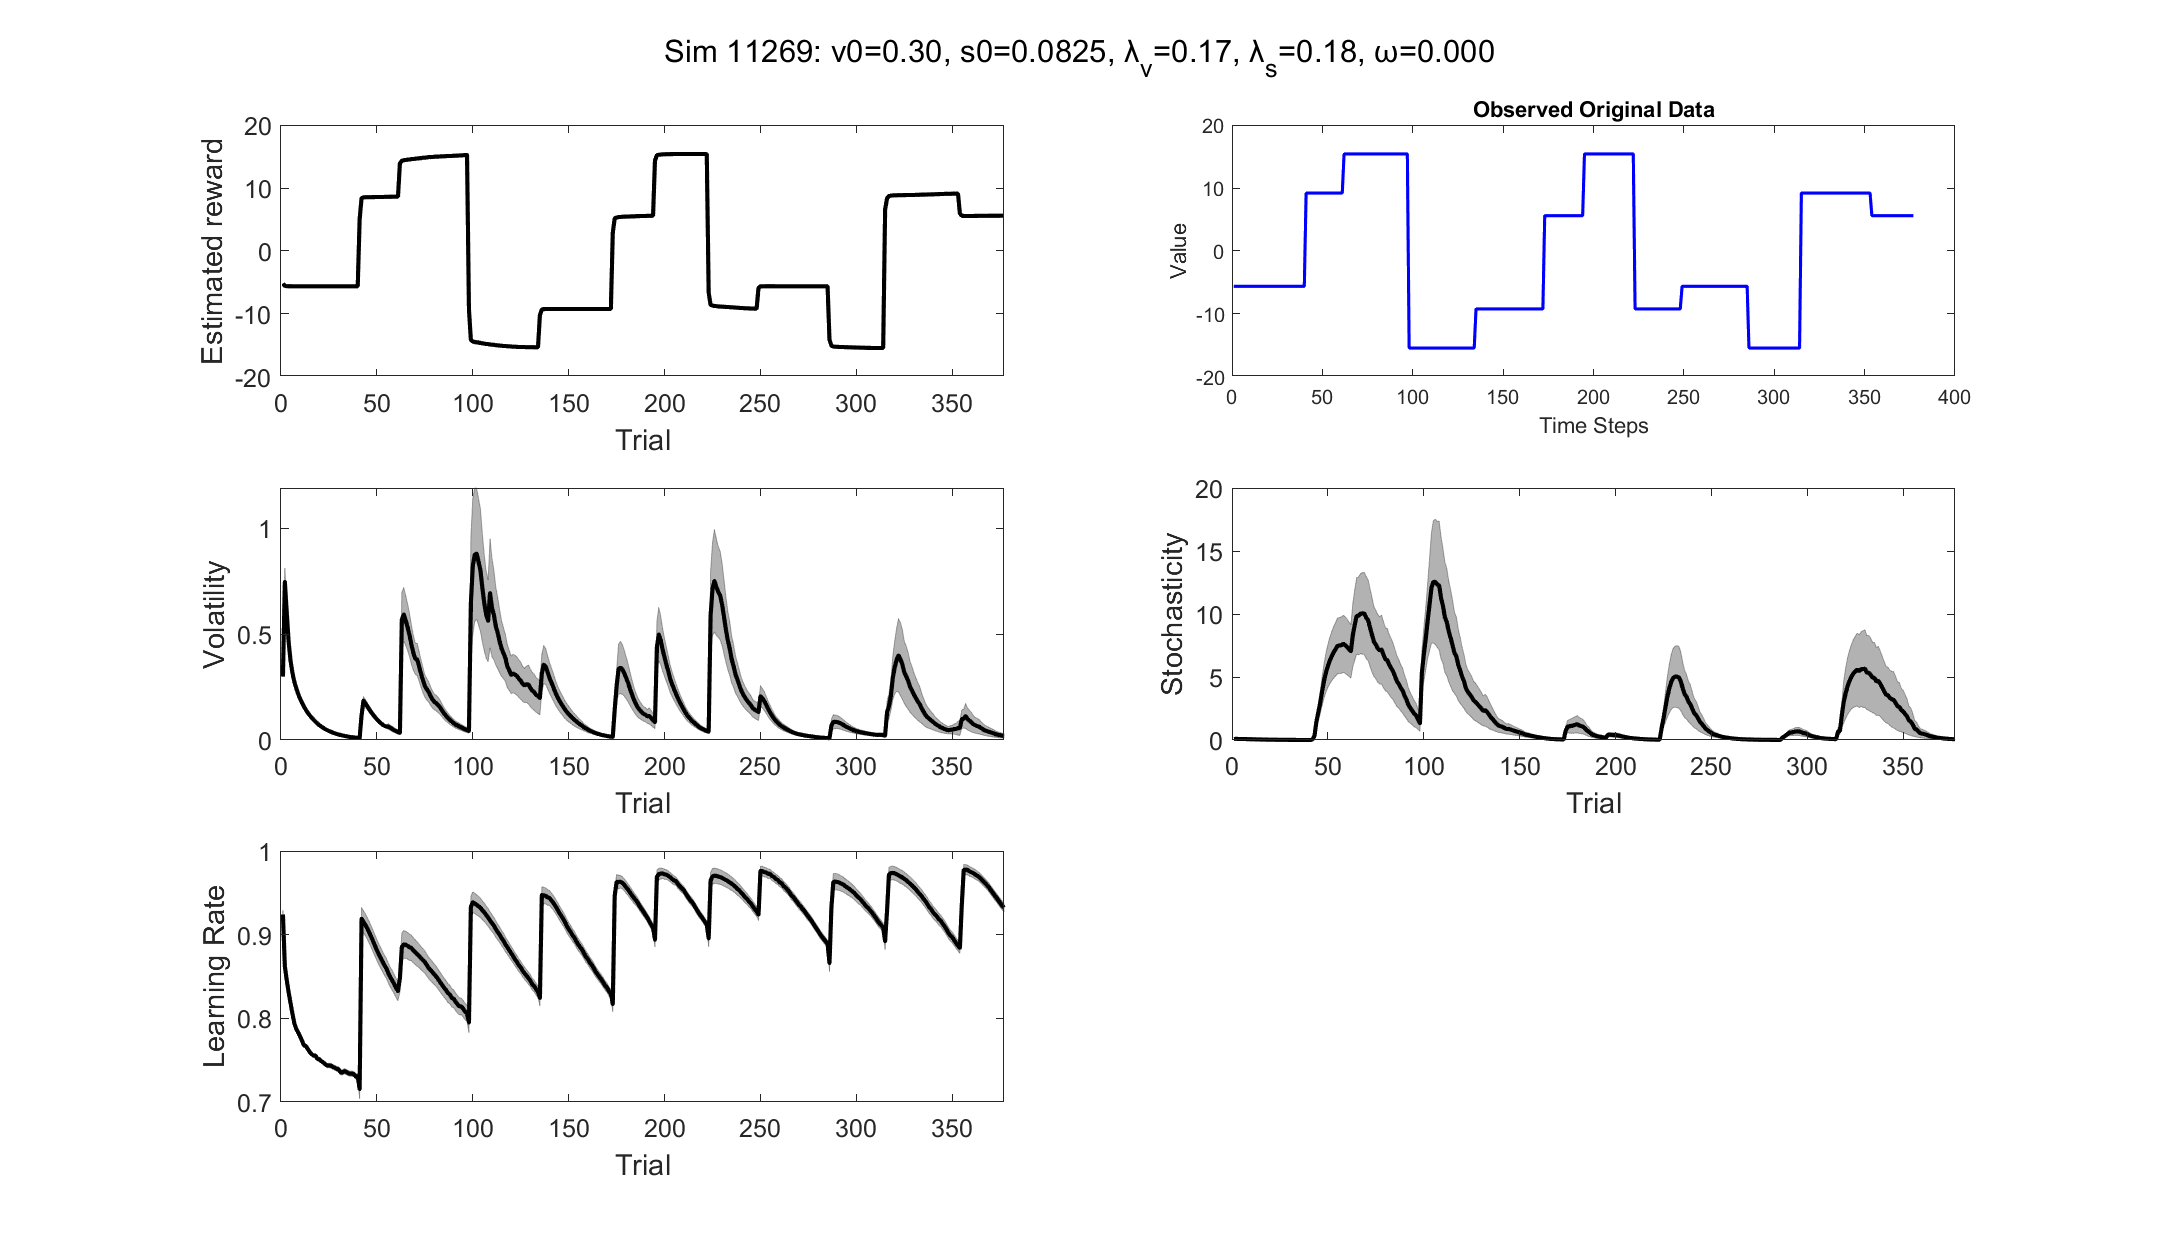 Sim 11269: v0=0.30, s0=0.0825, λ_v=0.17, λ_s=0.18, ω=0.000
Estimated reward
20
10
0
-10
-20
0 50 100 150 200 250 300 350
Trial
Observed Original Data
Value
20
10
0
-10
-20
0 50 100 150 200 250 300 350 400
Time Steps
Volatility
1
0.5
0
0 50 100 150 200 250 300 350
Trial
Stochasticity
20
15
10
5
0
0 50 100 150 200 250 300 350
Trial
Learning Rate
1
0.9
0.8
0.7
0 50 100 150 200 250 300 350
Trial